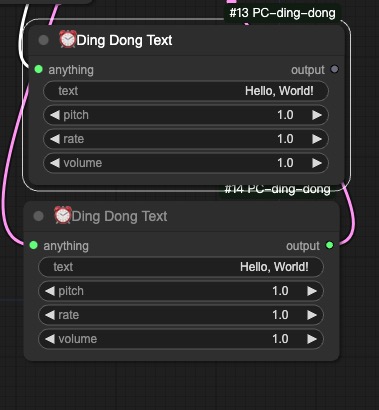 #13 PC-ding-dong
⏰Ding Dong Text
anything output
text Hello, World!
◀ pitch 1.0 ▶
◀ rate 1.0 ▶
◀ volume 1.0 ▶
#14 PC-ding-dong
⏰Ding Dong Text
anything output
text Hello, World!
◀ pitch 1.0 ▶
◀ rate 1.0 ▶
◀ volume 1.0 ▶